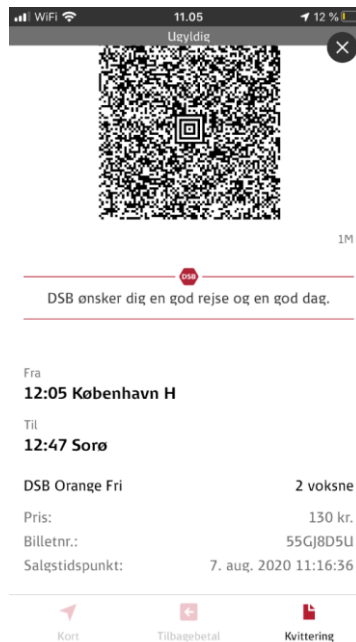 WiFi 11.05 12 %
Ugyldig
1M
DSB
DSB ønsker dig en god rejse og en god dag.
Fra
12:05 København H
Til
12:47 Sorø
DSB Orange Fri 2 voksne
Pris: 130 kr.
Billetnr.: 55GJ8D5U
Salgstidspunkt: 7. aug. 2020 11:16:36
Kort Tilbagebetal Kvittering